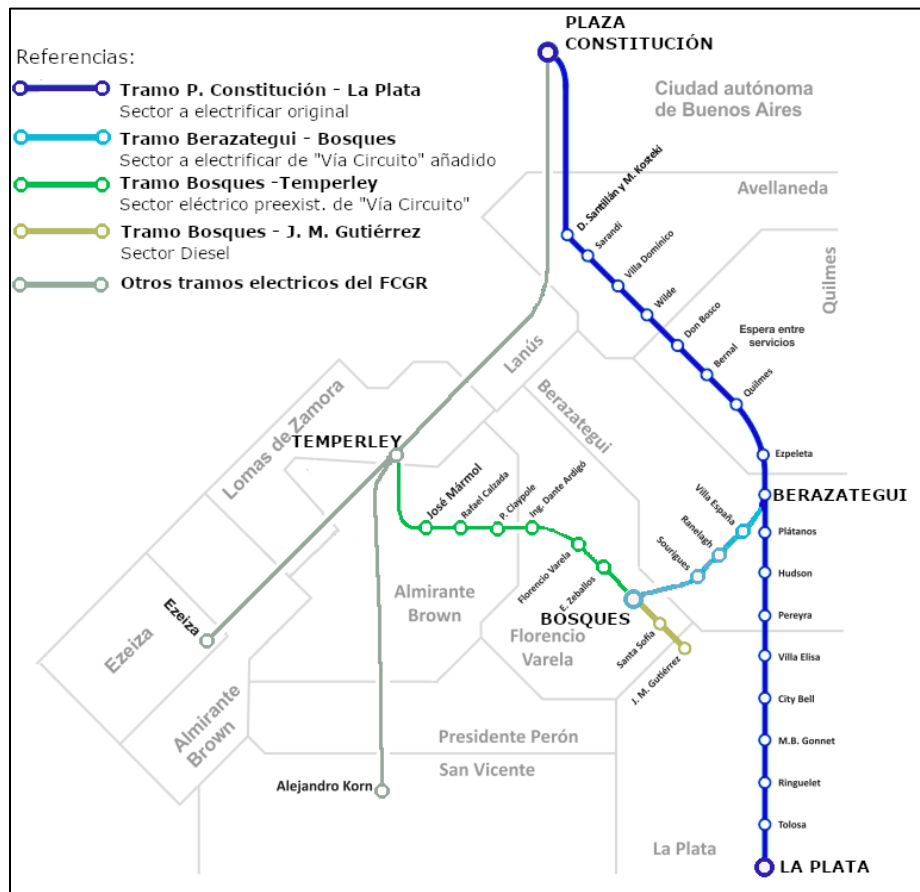 PLAZA
CONSTITUCIÓN
Referencias:
Tramo P. Constitución - La Plata
Sector a electrificar original
Tramo Berazategui - Bosques
Sector a electrificar de "Vía Circuito" añadido
Tramo Bosques -Temperley
Sector eléctrico preexist. de "Vía Circuito"
Tramo Bosques - J. M. Gutiérrez
Sector Diesel
Otros tramos electricos del FCGR
Ciudad autónoma
de Buenos Aires
Avellaneda
D. Santillán y M. Kosteki
Sarandí
Villa Domínico
Wilde
Don Bosco
Bernal
Quilmes
Quilmes
Espera entre
servicios
Lanús
Berazategui
Lomas de Zamora
TEMPERLEY
Ezpeleta
BERAZATEGUI
José Mármol
Rafael Calzada
P. Claypole
Ing. Dante Ardigó
Florencio Varela
E. Zeballos
Villa España
Ranelagh
Sourigues
Plátanos
Hudson
Pereyra
BOSQUES
Santa Sofía
J. M. Gutiérrez
Almirante
Brown
Florencio
Varela
Ezeiza
Ezeiza
Almirante
Brown
Villa Elisa
City Bell
M.B. Gonnet
Ringuelet
Tolosa
Presidente Perón
San Vicente
Alejandro Korn
La Plata
LA PLATA